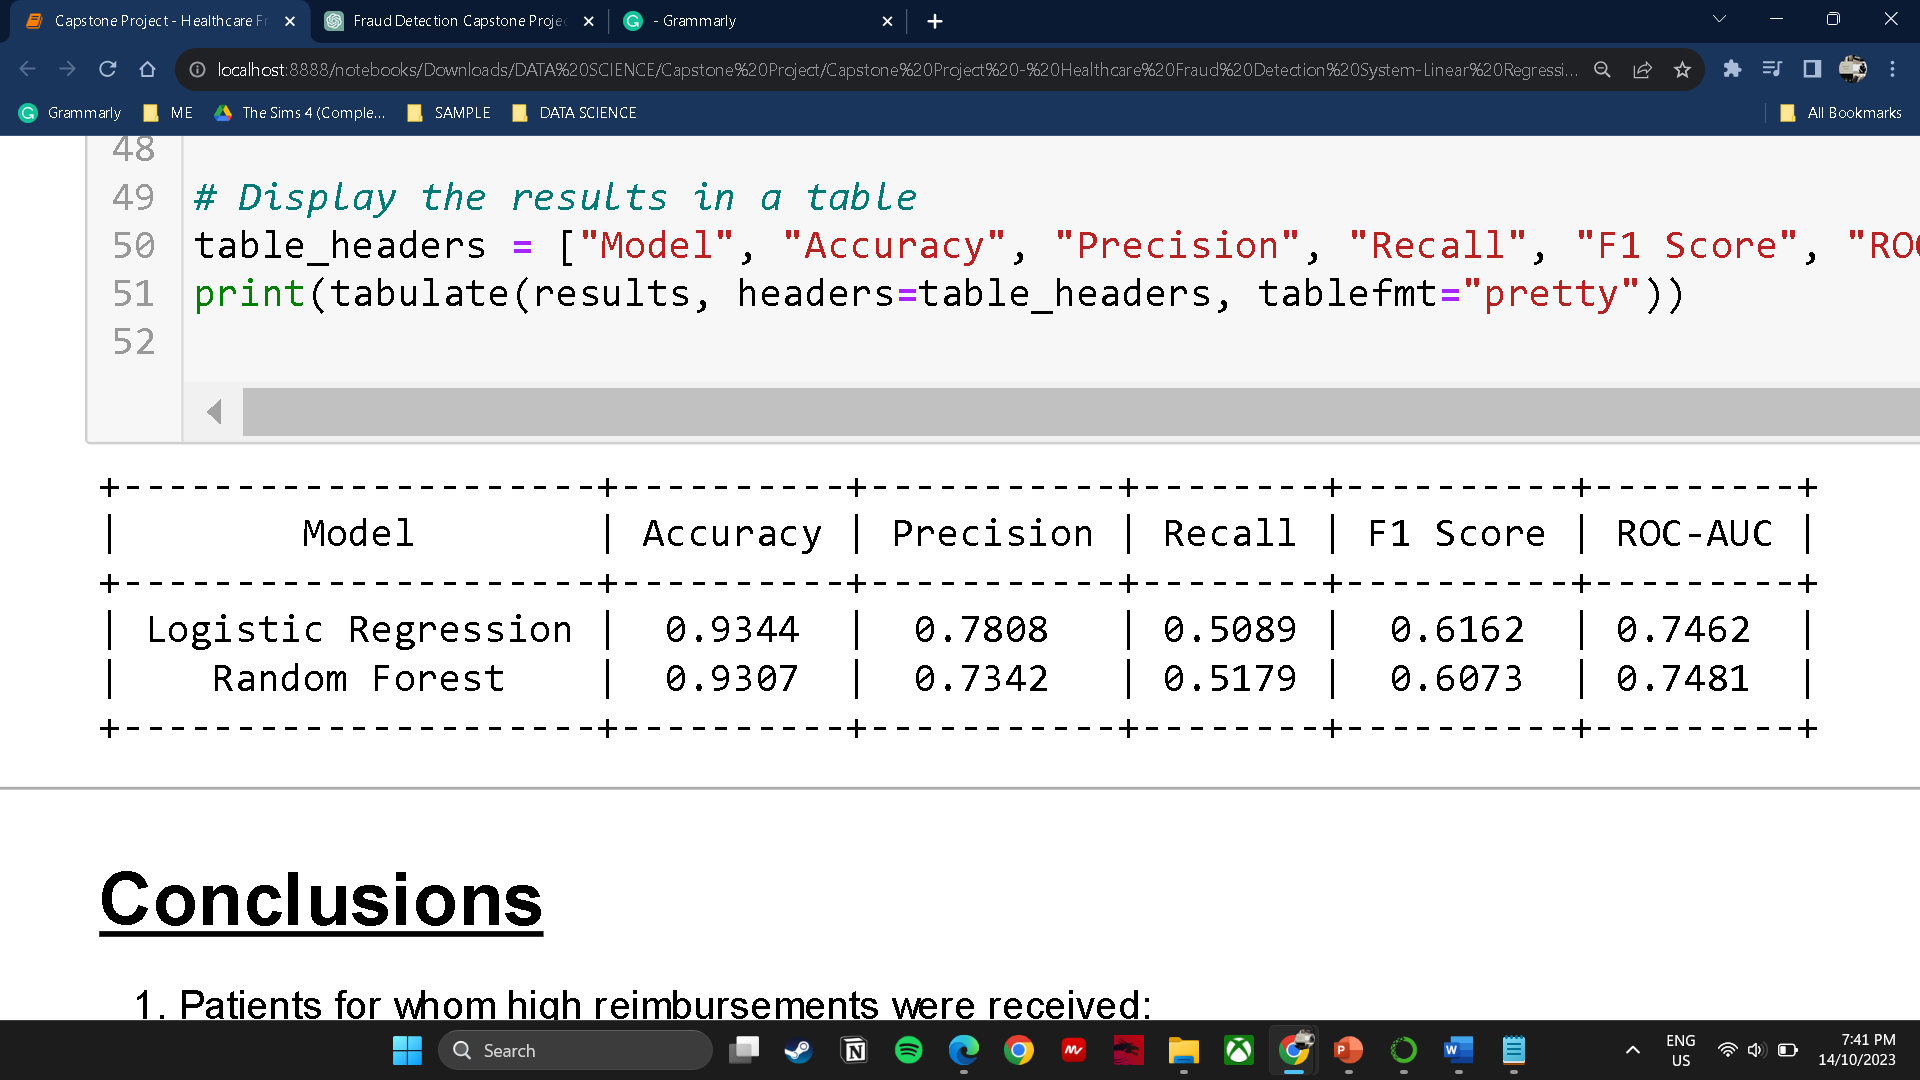 Capstone Project - Healthcare Fr
Fraud Detection Capstone Proje
- Grammarly
localhost:8888/notebooks/Downloads/DATA%20SCIENCE/Capstone%20Project/Capstone%20Project%20-%20Healthcare%20Fraud%20Detection%20System-Linear%20Regressi...
Grammarly
ME
The Sims 4 (Comple...
SAMPLE
DATA SCIENCE
All Bookmarks
48
49 # Display the results in a table
50 table_headers = ["Model", "Accuracy", "Precision", "Recall", "F1 Score", "RO
51 print(tabulate(results, headers=table_headers, tablefmt="pretty"))
52
+---------------------+----------+-----------+--------+----------+---------+
| Model | Accuracy | Precision | Recall | F1 Score | ROC-AUC |
+---------------------+----------+-----------+--------+----------+---------+
| Logistic Regression | 0.9344 | 0.7808 | 0.5089 | 0.6162 | 0.7462 |
| Random Forest | 0.9307 | 0.7342 | 0.5179 | 0.6073 | 0.7481 |
+---------------------+----------+-----------+--------+----------+---------+
Conclusions
1. Patients for whom high reimbursements were received:
Search
ENG
US
7:41 PM
14/10/2023